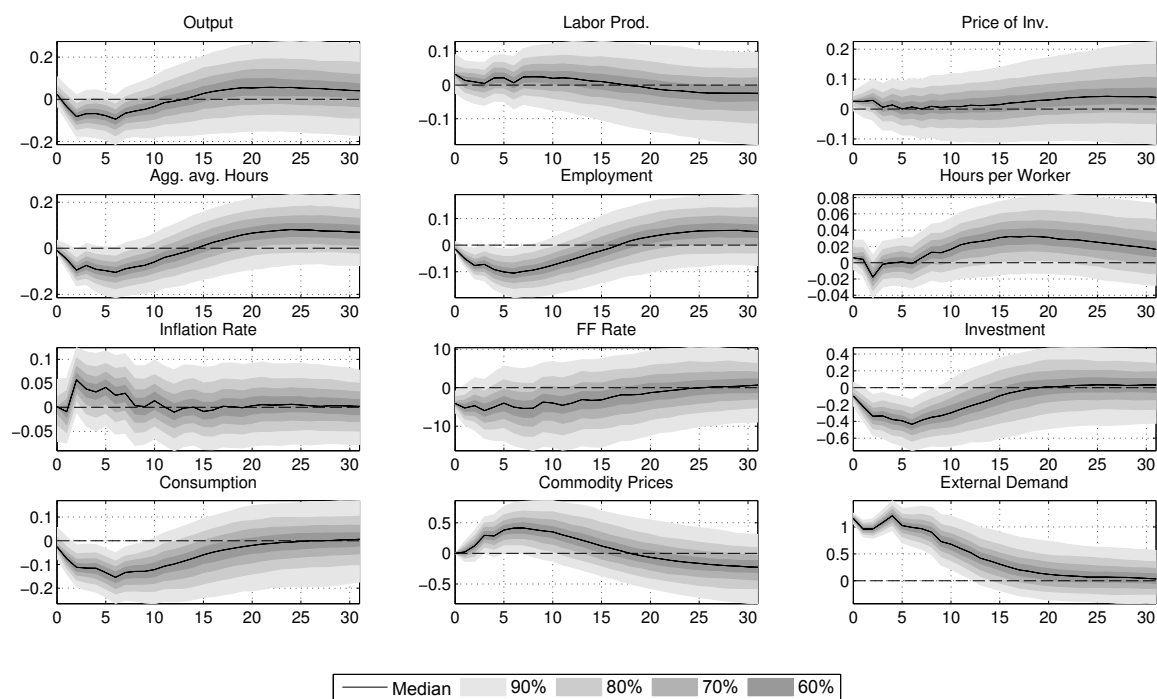 Output Labor Prod. Price of Inv.
0.2 0.1 0.2
0 0 0.1
0
−0.2 −0.1 −0.1
0 5 10 15 20 25 30 0 5 10 15 20 25 30 0 5 10 15 20 25 30
Agg. avg. Hours Employment Hours per Worker
0.2 0.1 0.08
0.06
0.04
0 0 0.02
0
−0.1 −0.02
−0.2 −0.04
0 5 10 15 20 25 30 0 5 10 15 20 25 30 0 5 10 15 20 25 30
Inflation Rate FF Rate Investment
0.1 10 0.4
0.05 0 0.2
0 0
−0.2
−0.05 −10 −0.4
−0.6
0 5 10 15 20 25 30 0 5 10 15 20 25 30 0 5 10 15 20 25 30
Consumption Commodity Prices External Demand
0.1 0.5 1
0 0 0.5
−0.1
−0.2 −0.5 0
0 5 10 15 20 25 30 0 5 10 15 20 25 30 0 5 10 15 20 25 30
Median 90% 80% 70% 60%